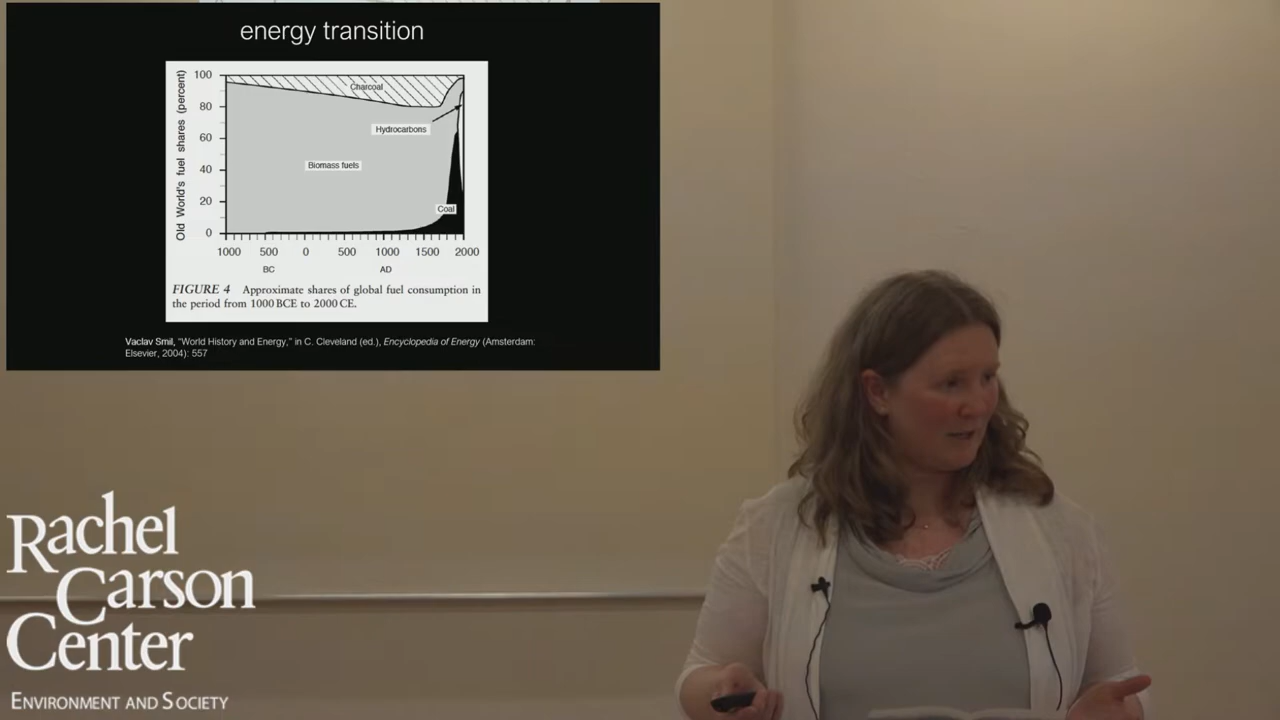 energy transition
Old World's fuel shares (percent)
100
80
60
40
20
0
Charcoal
Hydrocarbons
Biomass fuels
Coal
1000 500 0 500 1000 1500 2000
BC AD
FIGURE 4 Approximate shares of global fuel consumption in
the period from 1000 BCE to 2000 CE.
Vaclav Smil, "World History and Energy," in C. Cleveland (ed.), Encyclopedia of Energy (Amsterdam:
Elsevier, 2004): 557
Rachel
Carson
Center
ENVIRONMENT AND SOCIETY